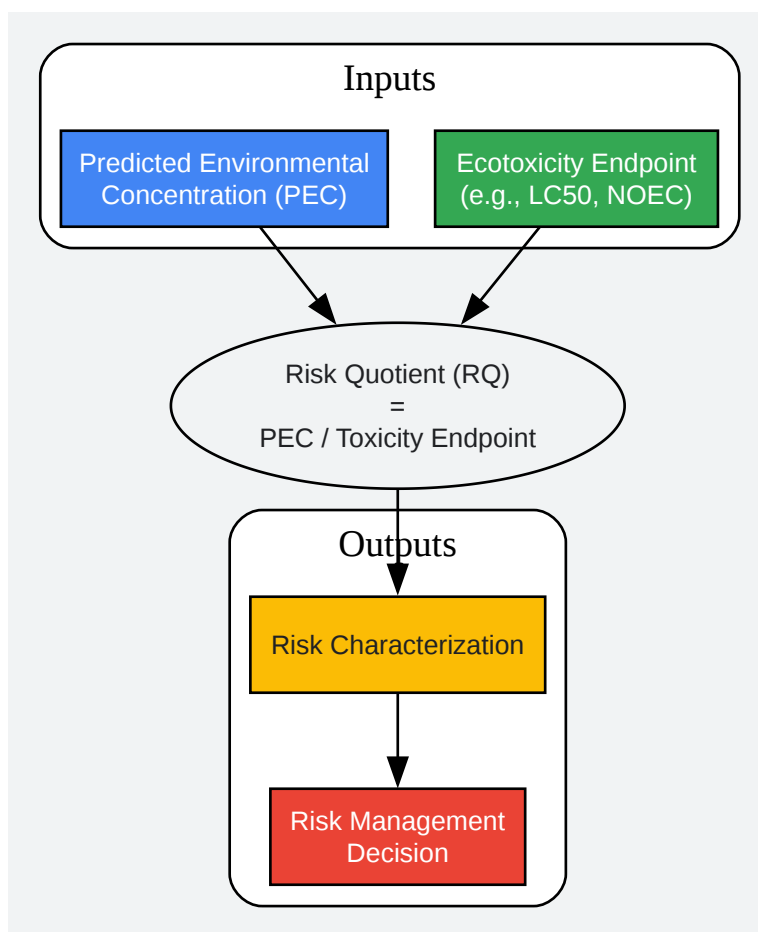 Inputs
Predicted Environmental
Concentration (PEC)
Ecotoxicity Endpoint
(e.g., LC50, NOEC)
Risk Quotient (RQ)
=
PEC / Toxicity Endpoint
Outputs
Risk Characterization
Risk Management
Decision